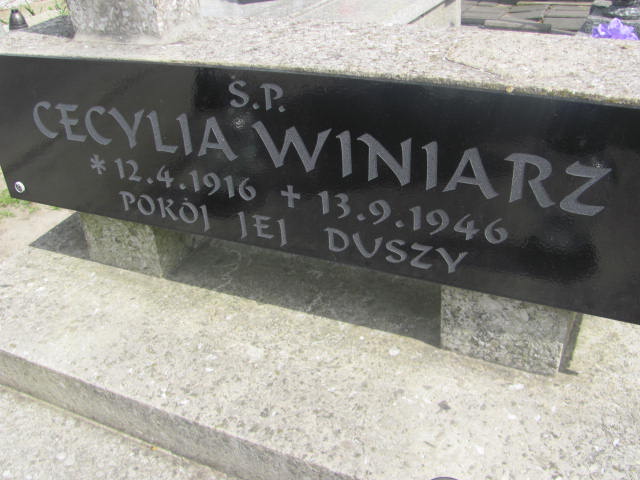 Ś.P.
CECYLIA WINIARZ
* 12.4.1916 + 13.9.1946
POKÓJ JEJ DUSZY